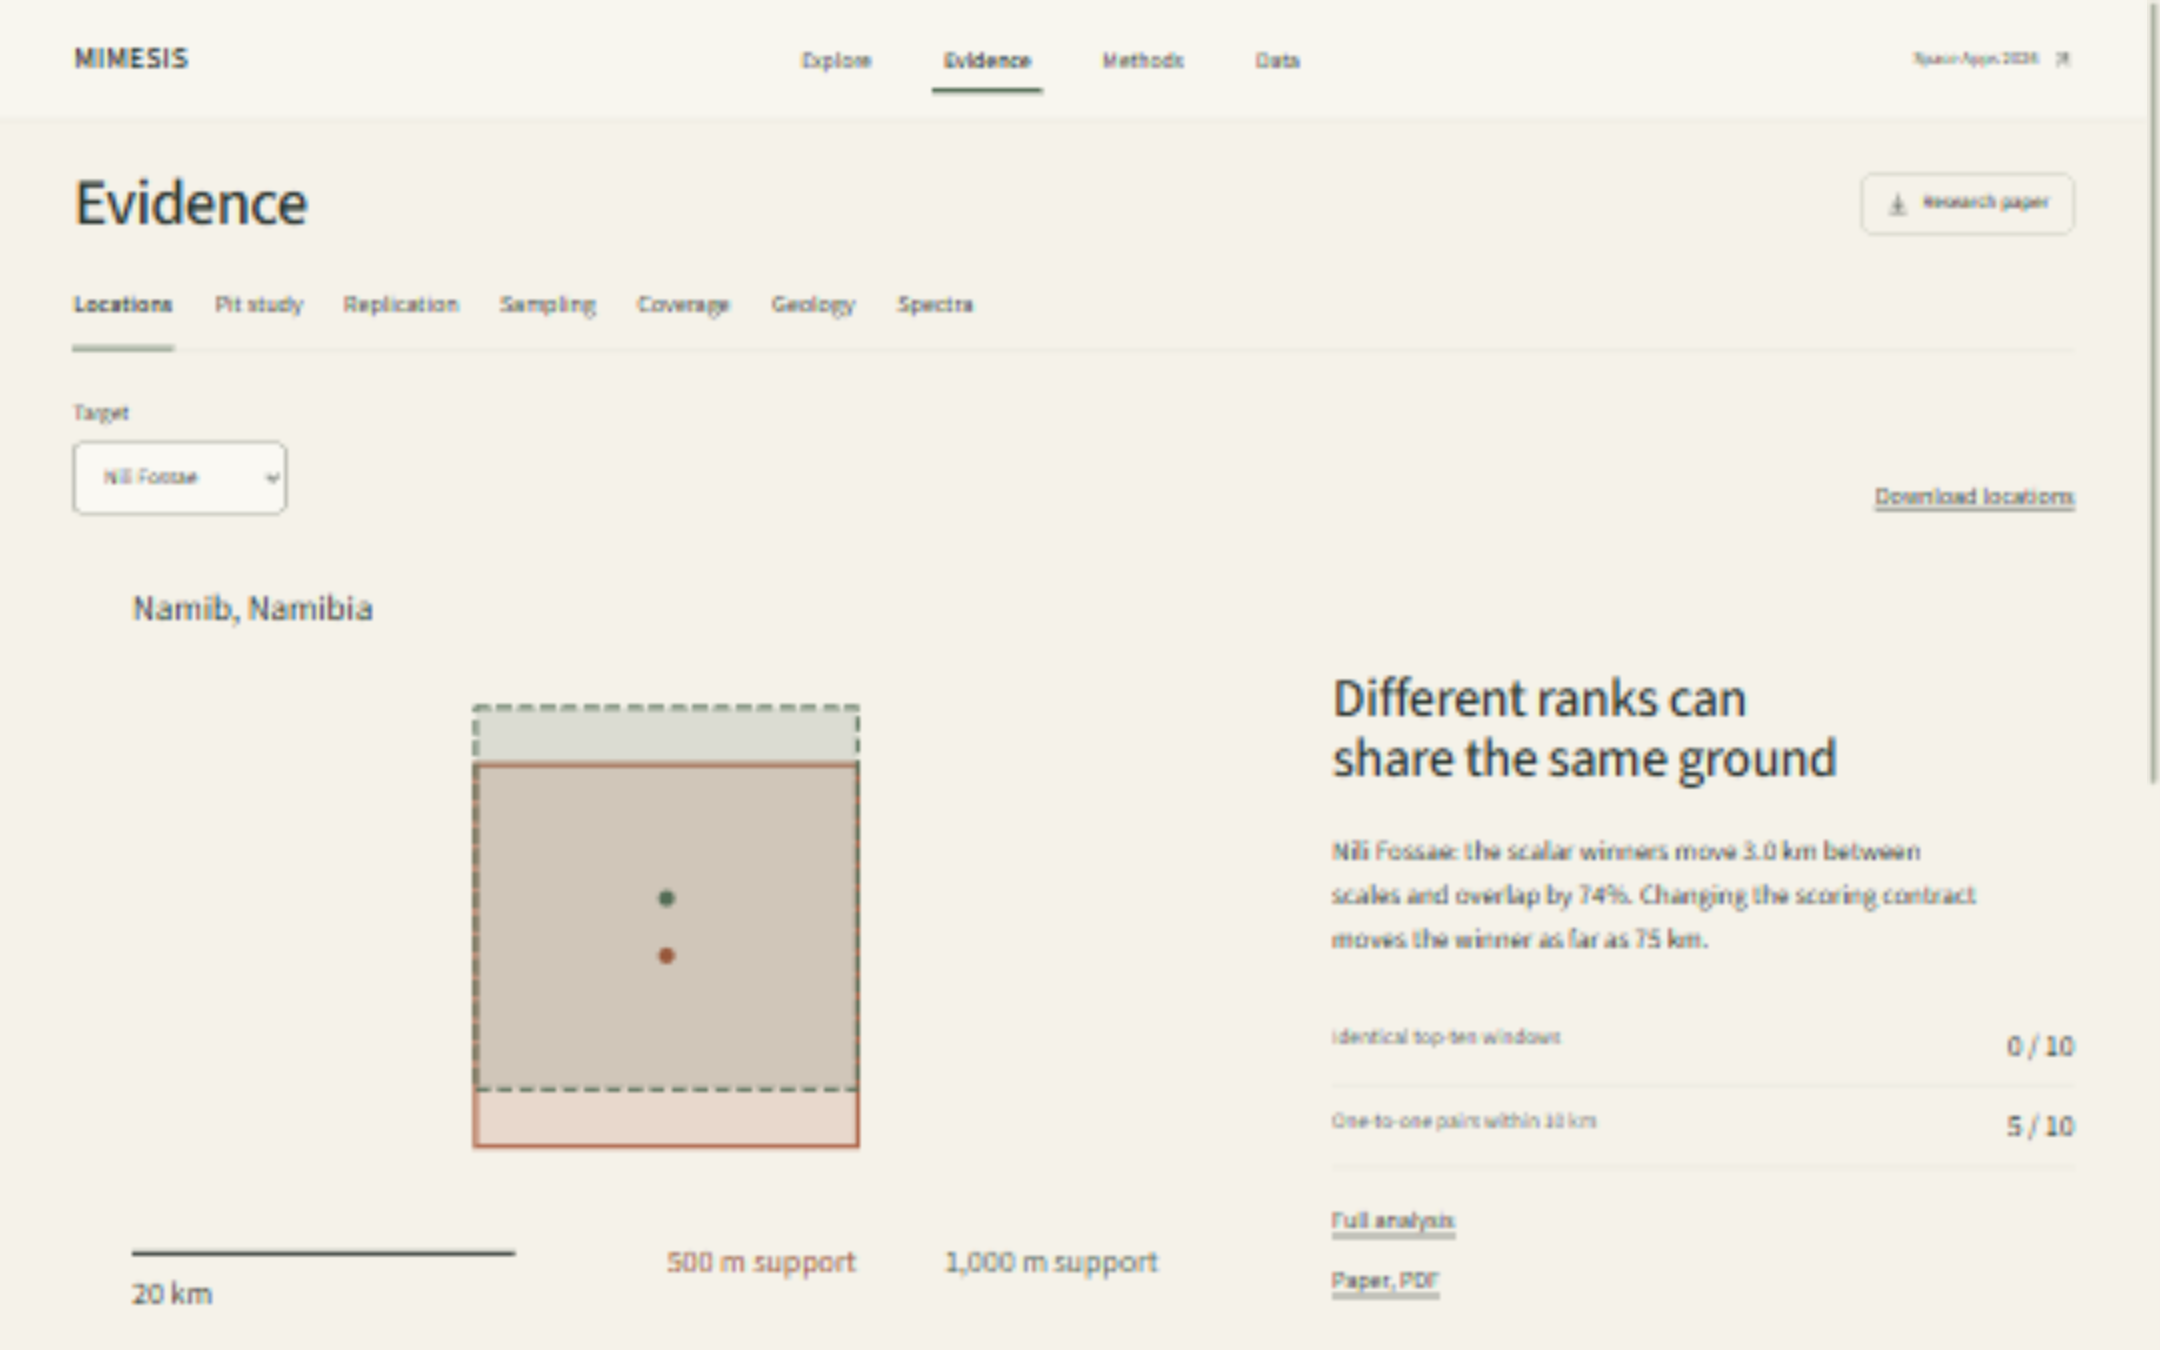 MIMESIS
Explore
Evidence
Methods
Data
Space Apps 2026
Evidence
Research paper
Locations
Pit study
Replication
Sampling
Coverage
Geology
Spectra
Target
Nili Fossae
Download locations
Namib, Namibia
Different ranks can
share the same ground
Nili Fossae: the scalar winners move 3.0 km between
scales and overlap by 74%. Changing the scoring contract
moves the winner as far as 75 km.
Identical top-ten windows
0 / 10
One-to-one pairs within 10 km
5 / 10
Full analysis
Paper, PDF
500 m support
1,000 m support
20 km